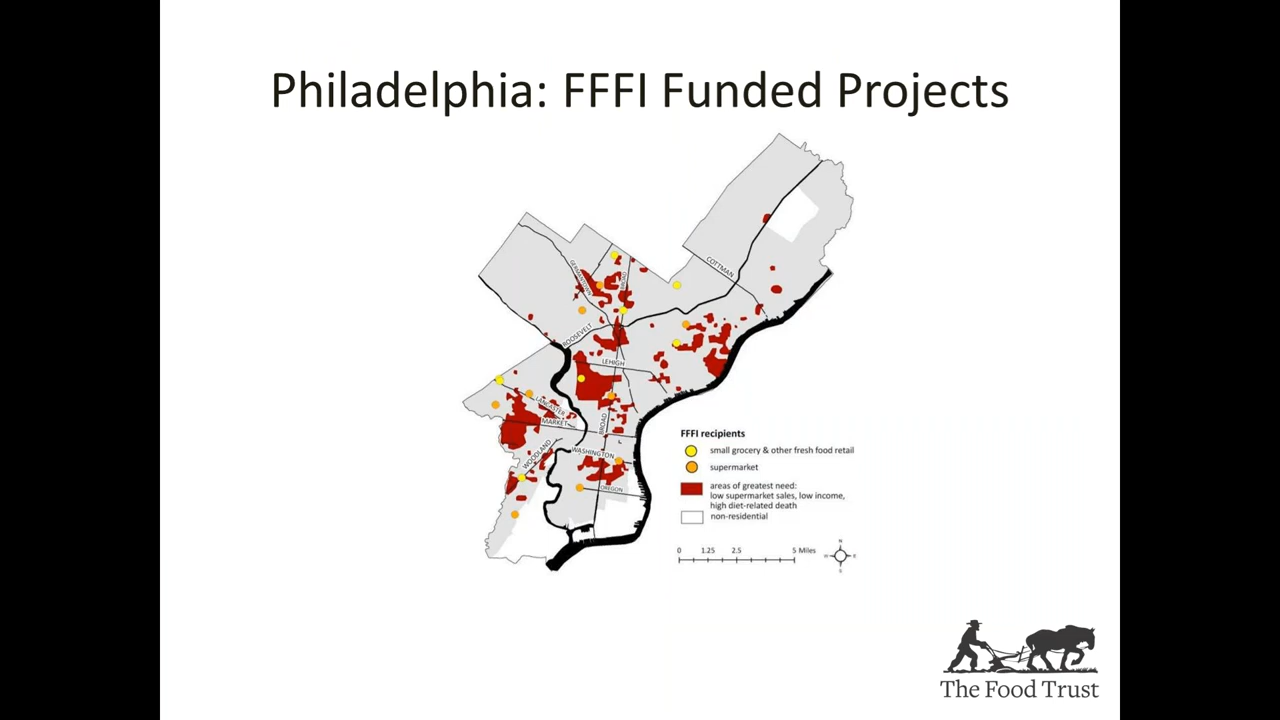 Philadelphia: FFFI Funded Projects
COTTMAN
GERMANTOWN
BROAD
ROOSEVELT
LEHIGH
LANCASTER
MARKET
BROAD
WOODLAND
WASHINGTON
OREGON
FFFI recipients
small grocery & other fresh food retail
supermarket
areas of greatest need:
low supermarket sales, low income,
high diet-related death
non-residential
0 1.25 2.5 5 Miles
N
W E
S
The Food Trust